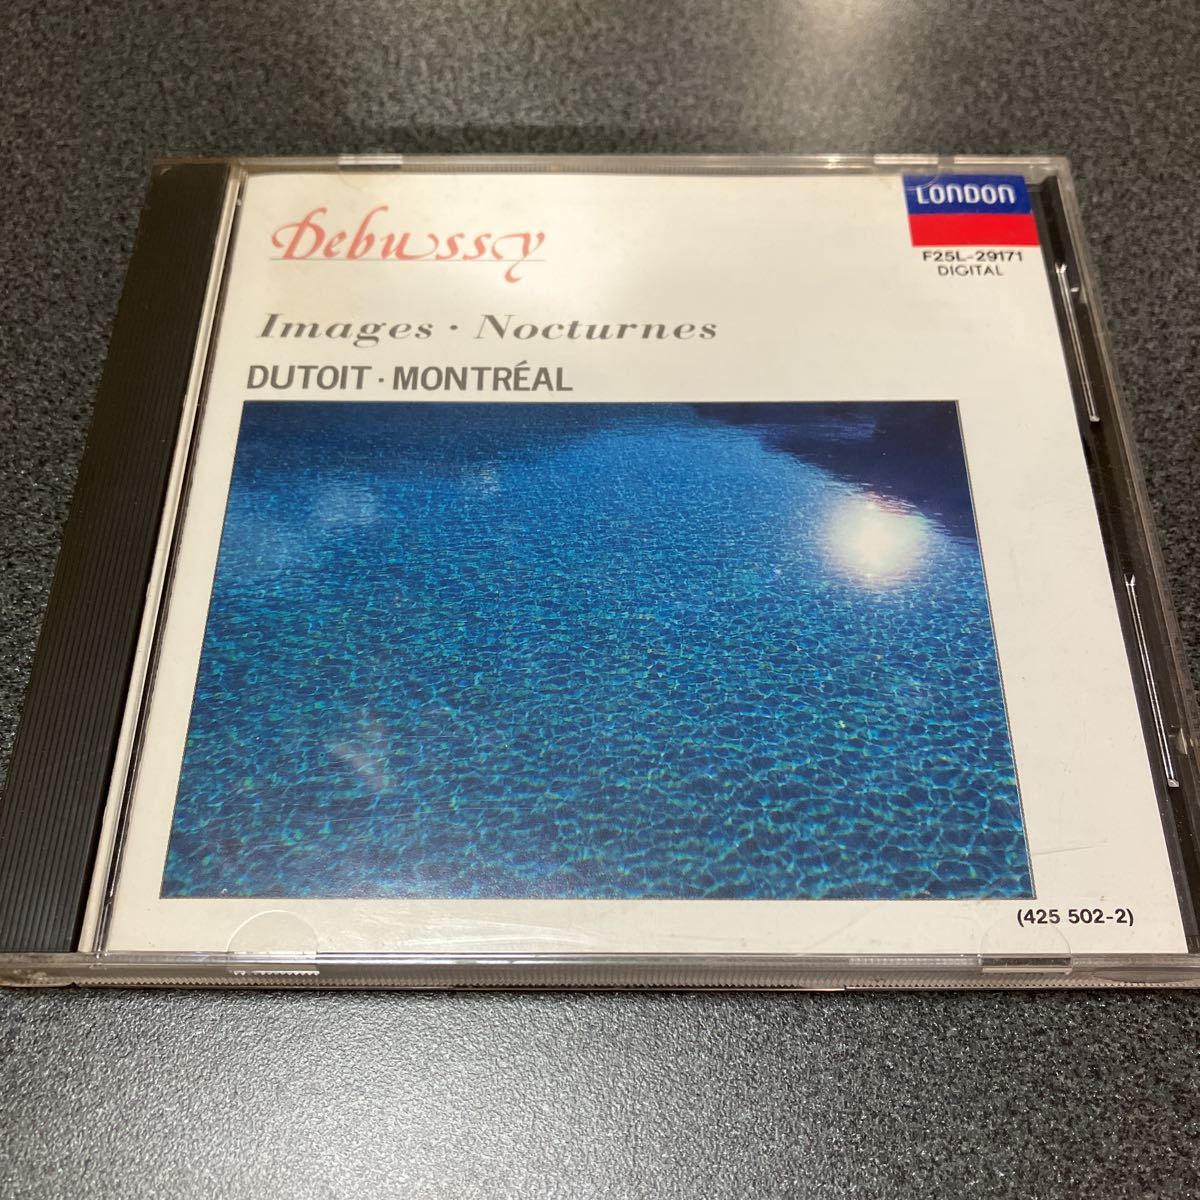 LONDON
F25L-29171
DIGITAL
Debussy
Images · Nocturnes
DUTOIT · MONTRÉAL
(425 502-2)